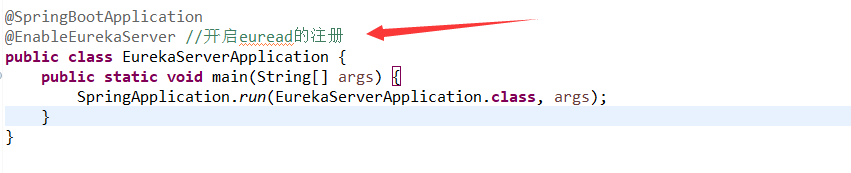 @SpringBootApplication
@EnableEurekaServer //开启euread的注册
public class EurekaServerApplication {
    public static void main(String[] args) {
        SpringApplication.run(EurekaServerApplication.class, args);
    }
}